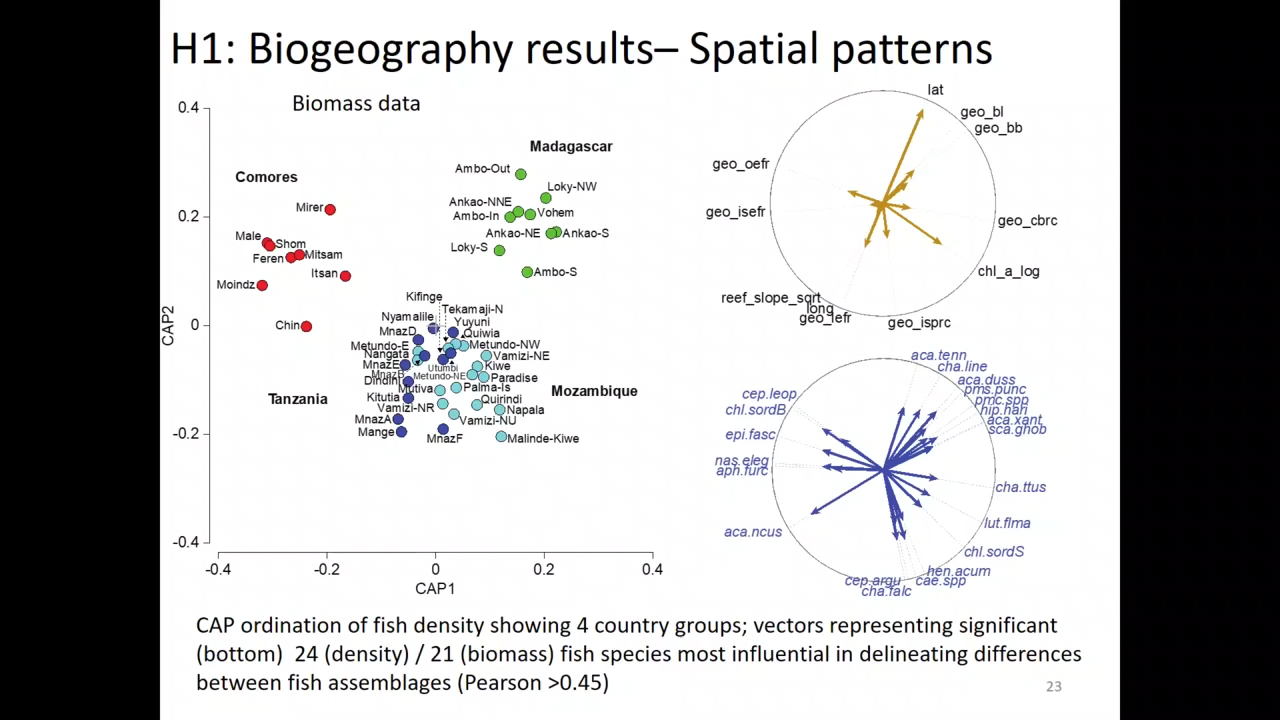 H1: Biogeography results– Spatial patterns
Biomass data
0.4
0.2
0
-0.2
-0.4
CAP2
-0.4
-0.2
0
0.2
0.4
CAP1
Comores
Mirer
Male
Shom
Feren
Mitsam
Itsan
Moindz
Chin
Madagascar
Ambo-Out
Loky-NW
Ankao-NNE
Ambo-In
Vohem
Ankao-NE
Ankao-S
Loky-S
Ambo-S
Kifinge
Tekamaji-N
Nyamalile
Yuyuni
MnazD
Quiwia
Metundo-E
Metundo-NW
Nangata
Vamizi-NE
MnazE
Utumbi
Kiwe
MnazB
Metundo-NE
Dindini
Paradise
Mutiva
Palma-Is
Kitutia
Quirindi
Vamizi-NR
Napala
MnazA
Vamizi-NU
Mange
MnazF
Malinde-Kiwe
Tanzania
Mozambique
lat
geo_bl
geo_bb
geo_oefr
geo_isefr
geo_cbrc
chl_a_log
reef_slope_sqrt
long
geo_lefr
geo_isprc
aca.tenn
cha.line
aca.duss
pms.punc
pmc.spp
hip.hari
aca.xant
sca.ghob
cep.leop
chl.sordB
epi.fasc
nas.eleg
aph.furc
cha.ttus
aca.ncus
lut.flma
chl.sordS
hen.acum
cep.argu
cae.spp
cha.falc
CAP ordination of fish density showing 4 country groups; vectors representing significant
(bottom) 24 (density) / 21 (biomass) fish species most influential in delineating differences
between fish assemblages (Pearson >0.45)
23